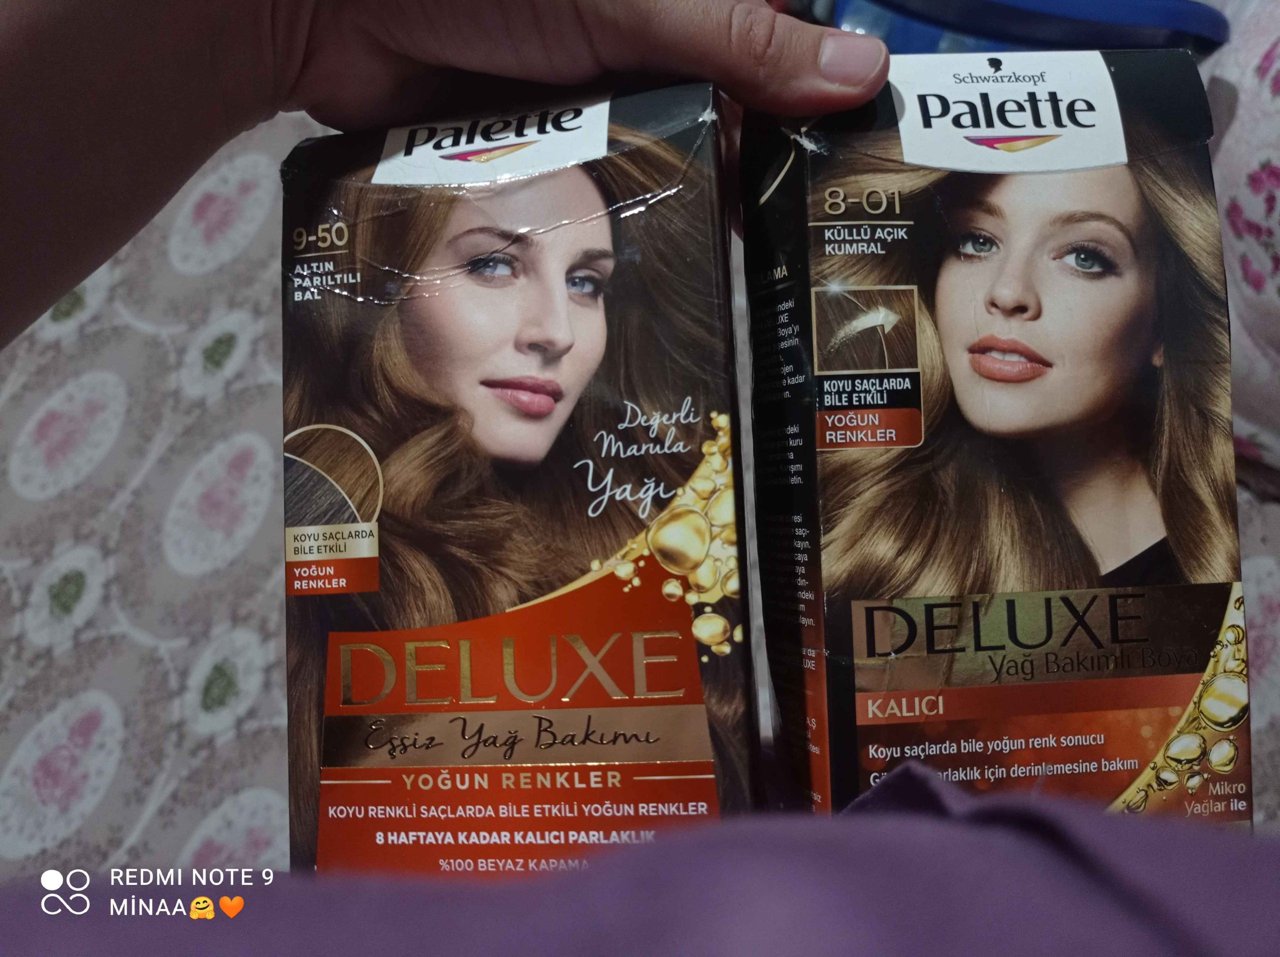 Palette
9-50
ALTIN
PARILTILI
BAL
Değerli
Marula
Yağı
KOYU SAÇLARDA
BİLE ETKİLİ
YOĞUN
RENKLER
DELUXE
Eşsiz Yağ Bakımı
YOĞUN RENKLER
KOYU RENKLİ SAÇLARDA BİLE ETKİLİ YOĞUN RENKLER
8 HAFTAYA KADAR KALICI PARLAKLIK
%100 BEYAZ KAPAMA
Schwarzkopf
Palette
8-01
KÜLLÜ AÇIK
KUMRAL
KOYU SAÇLARDA
BİLE ETKİLİ
YOĞUN
RENKLER
DELUXE
Yağ Bakımlı Boya
KALICI
Koyu saçlarda bile yoğun renk sonucu
için derinlemesine bakım
Mikro
Yağlar ile
REDMI NOTE 9
MİNAA🤗🧡